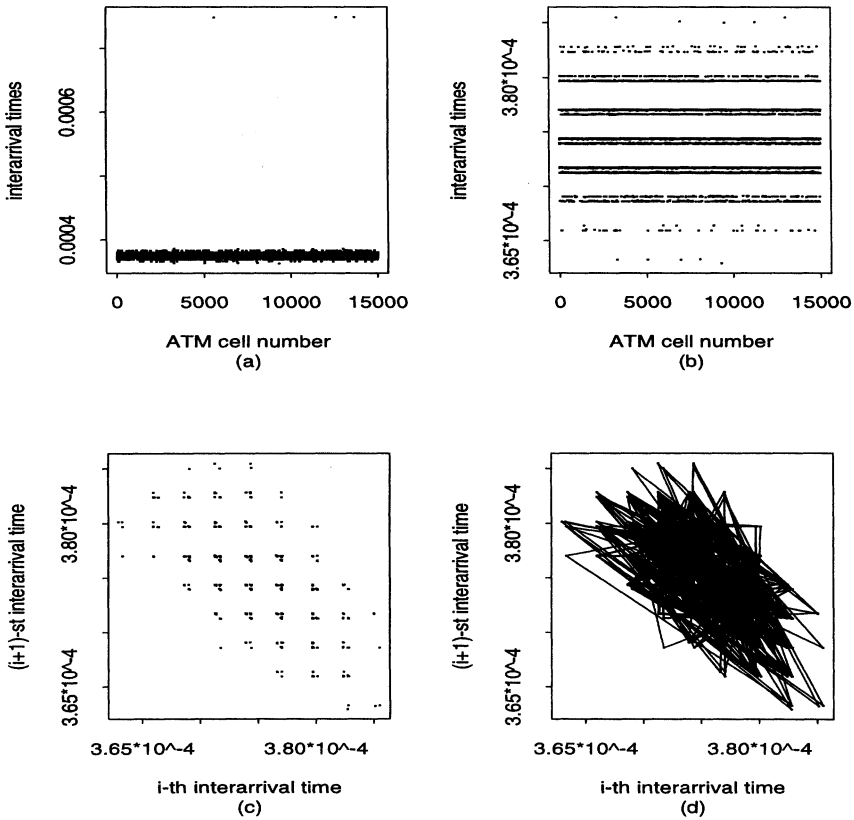 interarrival times
0.0006
0.0004
0
5000
10000
15000
ATM cell number
(a)
interarrival times
3.80*10^-4
3.65*10^-4
0
5000
10000
15000
ATM cell number
(b)
(i+1)-st interarrival time
3.80*10^-4
3.65*10^-4
3.65*10^-4
3.80*10^-4
i-th interarrival time
(c)
(i+1)-st interarrival time
3.80*10^-4
3.65*10^-4
3.65*10^-4
3.80*10^-4
i-th interarrival time
(d)